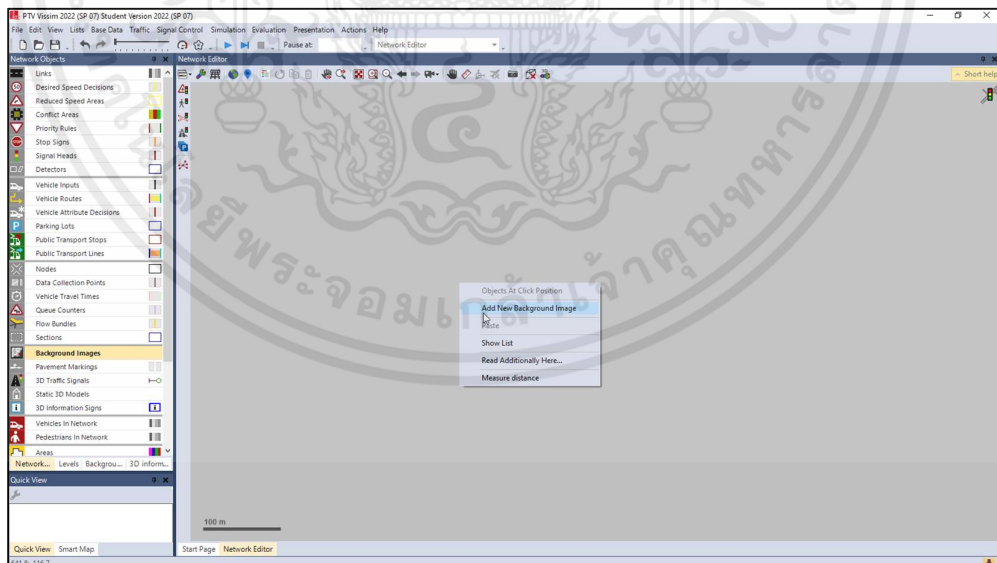 PTV Vissim 2022 (SP 07) Student Version 2022 (SP 07)
File Edit View Lists Base Data Traffic Signal Control Simulation Evaluation Presentation Actions Help
Pause at: Network Editor
Network Objects
Network Editor
Short help
Links
Desired Speed Decisions
Reduced Speed Areas
Conflict Areas
Priority Rules
Stop Signs
Signal Heads
Detectors
Vehicle Inputs
Vehicle Routes
Vehicle Attribute Decisions
Parking Lots
Public Transport Stops
Public Transport Lines
Nodes
Data Collection Points
Vehicle Travel Times
Queue Counters
Flow Bundles
Sections
Background Images
Pavement Markings
3D Traffic Signals
Static 3D Models
3D Information Signs
Vehicles In Network
Pedestrians In Network
Areas
Network... Levels Backgrou... 3D inform...
Objects At Click Position
Add New Background Image
Paste
Show List
Read Additionally Here...
Measure distance
Quick View
100 m
Quick View Smart Map
Start Page Network Editor